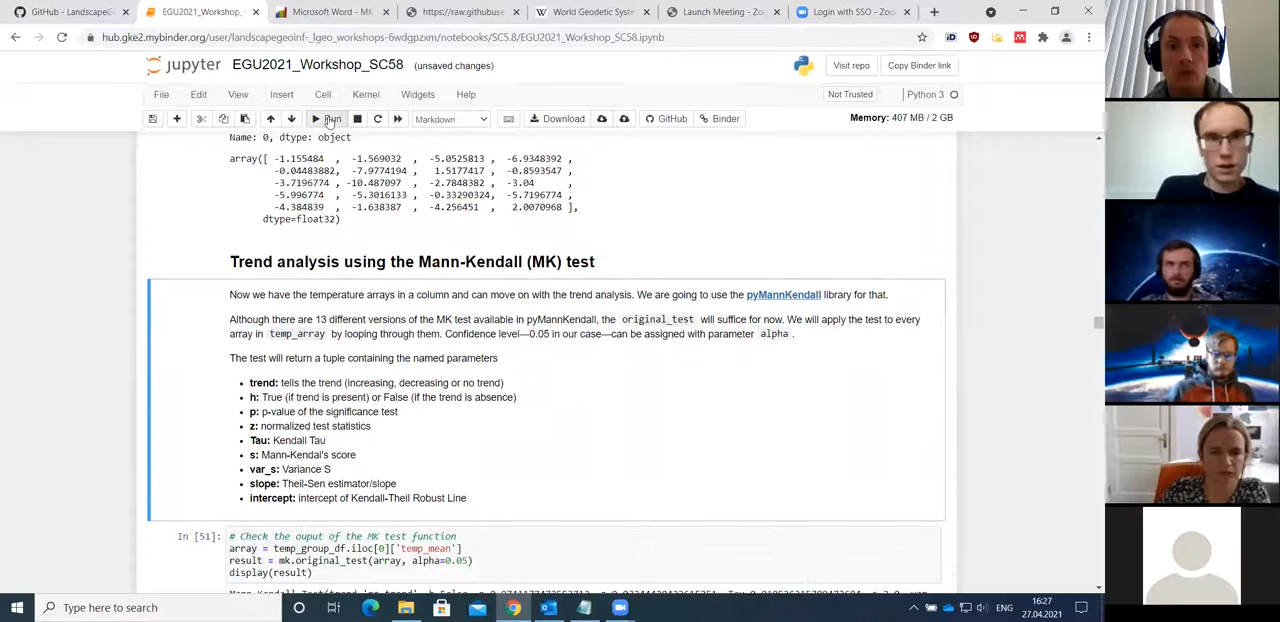 GitHub - Landscape
EGU2021_Workshop_
Microsoft Word - MK
https://raw.githubuse
World Geodetic Syste
Launch Meeting - Zoo
Login with SSO - Zoo
hub.gke2.mybinder.org/user/landscapegeoinf-_lgeo_workshops-6wdgpzxm/notebooks/SC5.8/EGU2021_Workshop_SC58.ipynb
jupyter EGU2021_Workshop_SC58 (unsaved changes)
Visit repo
Copy Binder link
File Edit View Insert Cell Kernel Widgets Help
Not Trusted
Python 3
Run
Markdown
Download
GitHub
Binder
Memory: 407 MB / 2 GB
Name: 0, dtype: object
array([ -1.155484 , -1.569032 , -5.0525813 , -6.9348392 ,
-0.04483882, -7.9774194 , 1.5177417 , -0.8593547 ,
-3.7196774 , -10.487097 , -2.7848382 , -3.04 ,
-5.996774 , -5.3016133 , -0.33290324, -5.7196774 ,
-4.384839 , -1.638387 , -4.256451 , 2.0070968 ],
dtype=float32)
Trend analysis using the Mann-Kendall (MK) test
Now we have the temperature arrays in a column and can move on with the trend analysis. We are going to use the pyMannKendall library for that.
Although there are 13 different versions of the MK test available in pyMannKendall, the original_test will suffice for now. We will apply the test to every
array in temp_array by looping through them. Confidence level—0.05 in our case—can be assigned with parameter alpha .
The test will return a tuple containing the named parameters
• trend: tells the trend (increasing, decreasing or no trend)
• h: True (if trend is present) or False (if the trend is absence)
• p: p-value of the significance test
• z: normalized test statistics
• Tau: Kendall Tau
• s: Mann-Kendal's score
• var_s: Variance S
• slope: Theil-Sen estimator/slope
• intercept: intercept of Kendall-Theil Robust Line
In [51]:
# Check the ouput of the MK test function
array = temp_group_df.iloc[0]['temp_mean']
result = mk.original_test(array, alpha=0.05)
display(result)
Type here to search
ENG
16:27
27.04.2021